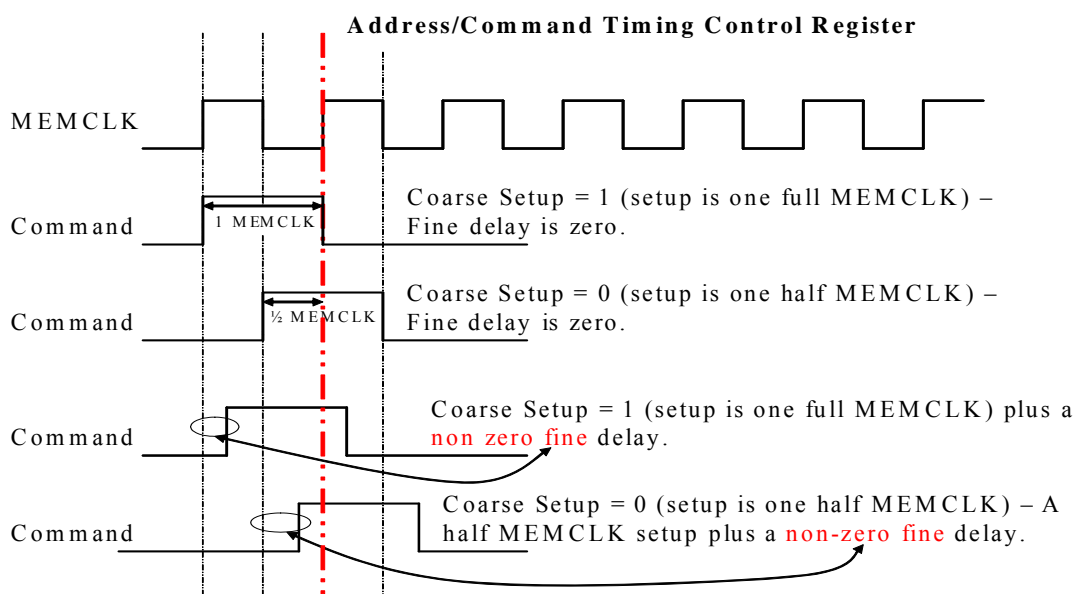 Address/Command Timing Control Register
MEMCLK
Command
1 MEMCLK
Coarse Setup = 1 (setup is one full MEMCLK) –
Fine delay is zero.
Command
½ MEMCLK
Coarse Setup = 0 (setup is one half MEMCLK) –
Fine delay is zero.
Command
Coarse Setup = 1 (setup is one full MEMCLK) plus a
non zero fine delay.
Command
Coarse Setup = 0 (setup is one half MEMCLK) – A
half MEMCLK setup plus a non-zero fine delay.